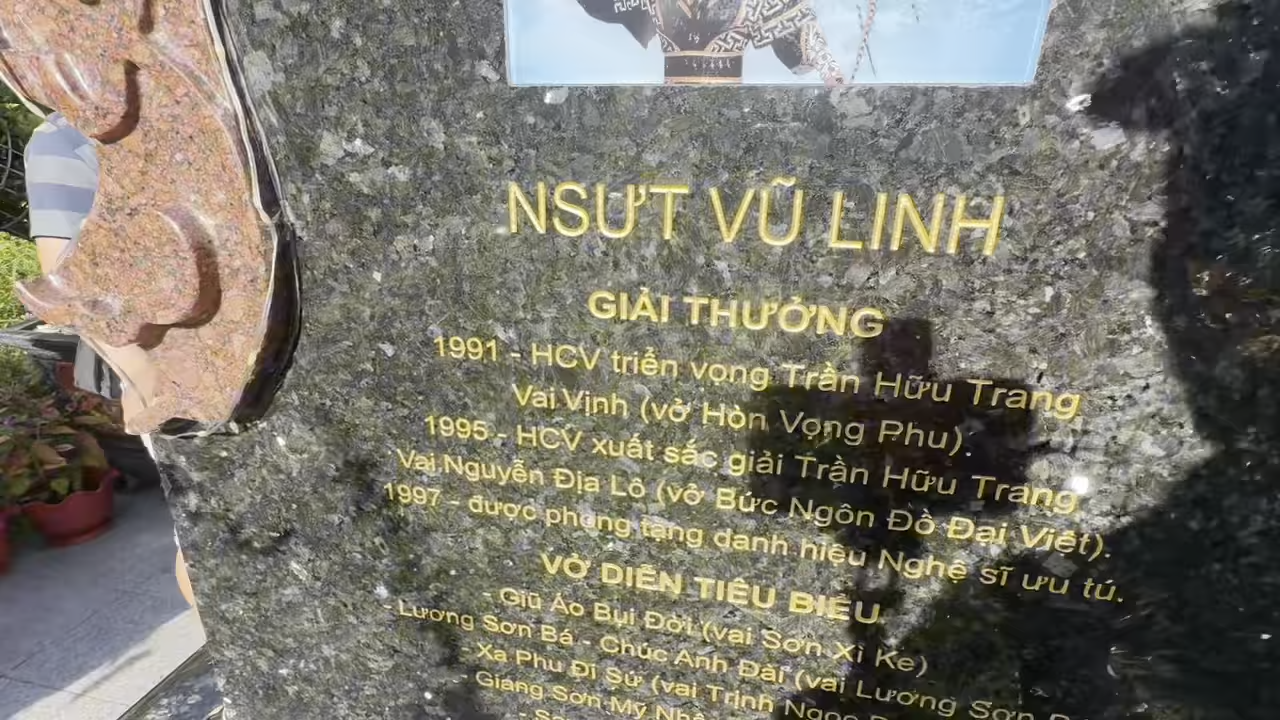 NSƯT VŨ LINH
GIẢI THƯỞNG
1991 - HCV triển vọng Trần Hữu Trang
Vai Vịnh (vở Hòn Vọng Phu).
1995 - HCV xuất sắc giải Trần Hữu Trang
Vai Nguyễn Địa Lô (vở Bức Ngôn Đồ Đại Việt).
1997 - được phong tặng danh hiệu Nghệ sĩ ưu tú.
VỞ DIỄN TIÊU BIỂU
- Giũ Áo Bụi Đời (vai Sơn Xì Ke)
- Lương Sơn Bá - Chúc Anh Đài (vai Lương Sơn
- Xa Phu Đi Sứ (vai Trịnh Ngọc
Giang Sơn Mỹ